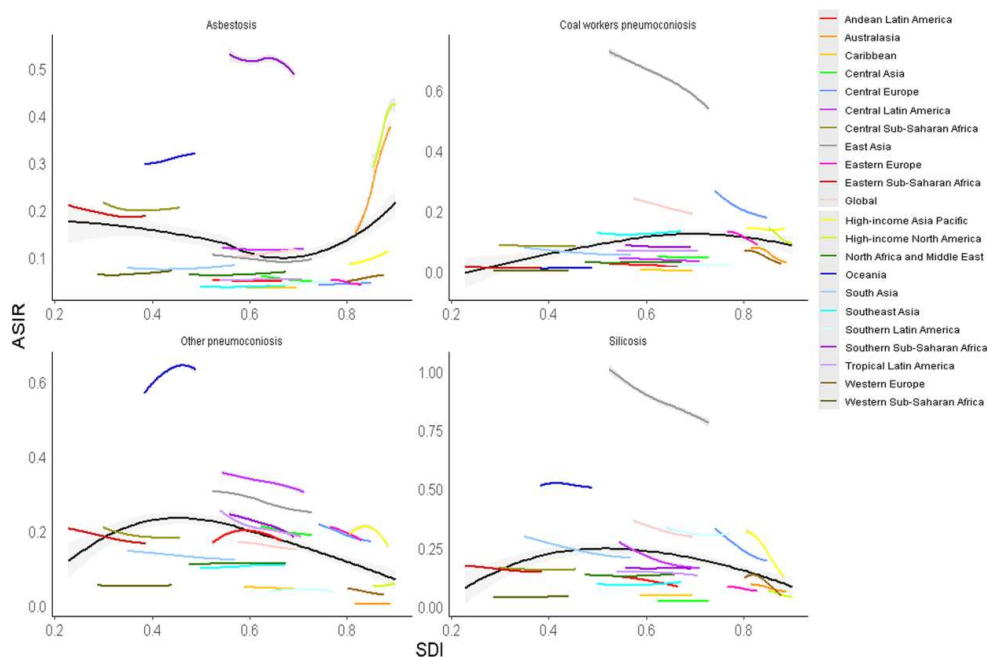 Asbestosis
Coal workers pneumoconiosis
0.5
0.4
0.3
0.2
0.1
0.2
0.4
0.6
0.8
0.6
0.4
0.2
0.0
0.2
0.4
0.6
0.8
ASIR
Other pneumoconiosis
Silicosis
0.6
0.4
0.2
0.0
0.2
0.4
0.6
0.8
1.00
0.75
0.50
0.25
0.00
0.2
0.4
0.6
0.8
SDI
Andean Latin America
Australasia
Caribbean
Central Asia
Central Europe
Central Latin America
Central Sub-Saharan Africa
East Asia
Eastern Europe
Eastern Sub-Saharan Africa
Global
High-income Asia Pacific
High-income North America
North Africa and Middle East
Oceania
South Asia
Southeast Asia
Southern Latin America
Southern Sub-Saharan Africa
Tropical Latin America
Western Europe
Western Sub-Saharan Africa